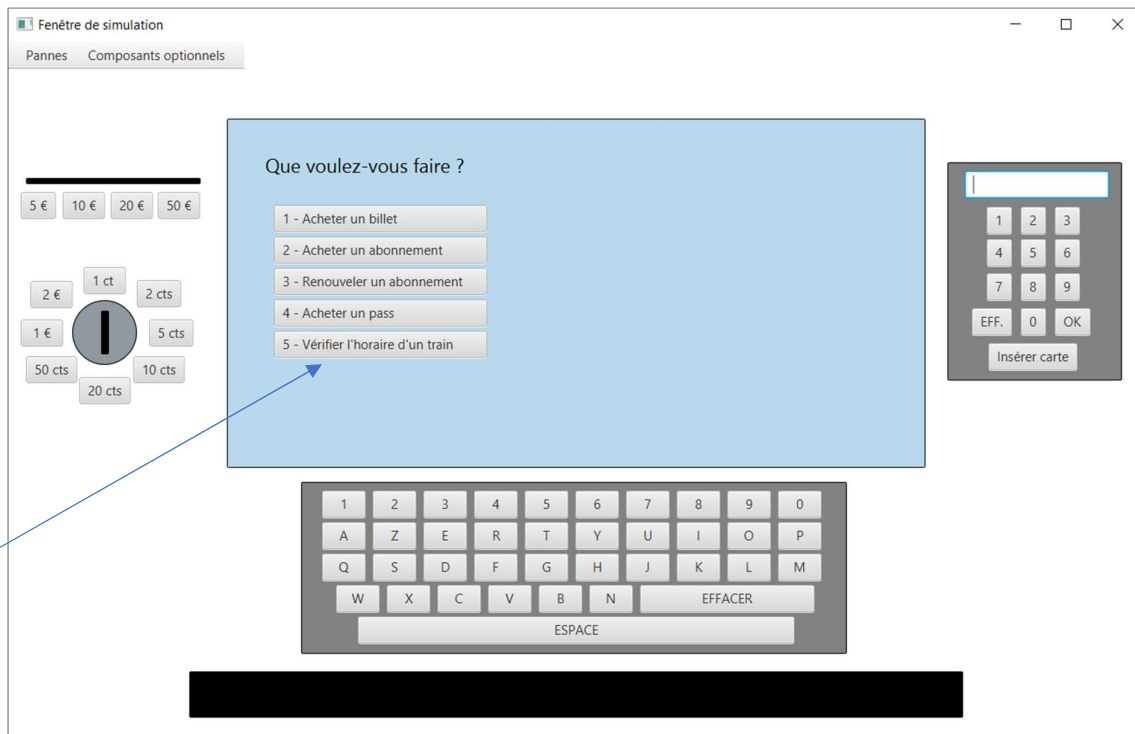 Fenêtre de simulation
Pannes Composants optionnels
Que voulez-vous faire ?
1 - Acheter un billet
2 - Acheter un abonnement
3 - Renouveler un abonnement
4 - Acheter un pass
5 - Vérifier l'horaire d'un train
5 € 10 € 20 € 50 €
1 ct
2 € 2 cts
1 € 5 cts
50 cts 10 cts
20 cts
1 2 3
4 5 6
7 8 9
EFF. 0 OK
Insérer carte
1 2 3 4 5 6 7 8 9 0
A Z E R T Y U I O P
Q S D F G H J K L M
W X C V B N EFFACER
ESPACE